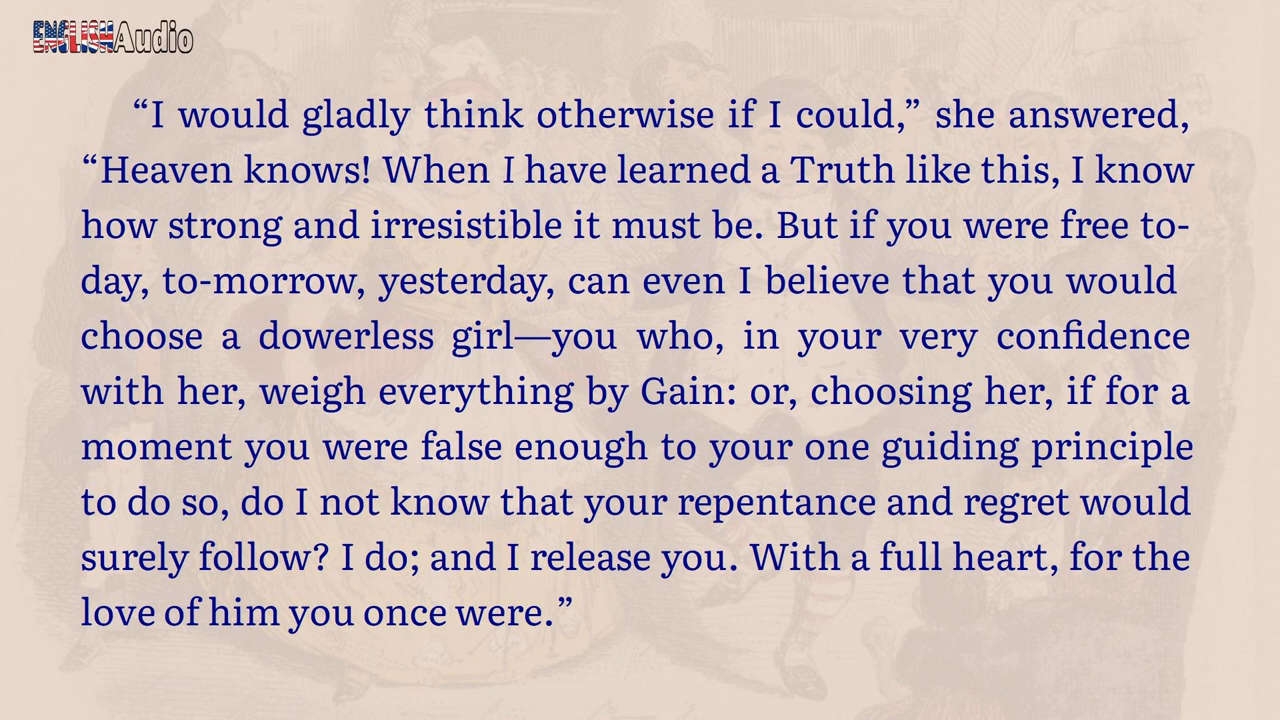 ENGLISHAudio
“I would gladly think otherwise if I could,” she answered,
“Heaven knows! When I have learned a Truth like this, I know
how strong and irresistible it must be. But if you were free to-
day, to-morrow, yesterday, can even I believe that you would
choose a dowerless girl—you who, in your very confidence
with her, weigh everything by Gain: or, choosing her, if for a
moment you were false enough to your one guiding principle
to do so, do I not know that your repentance and regret would
surely follow? I do; and I release you. With a full heart, for the
love of him you once were.”